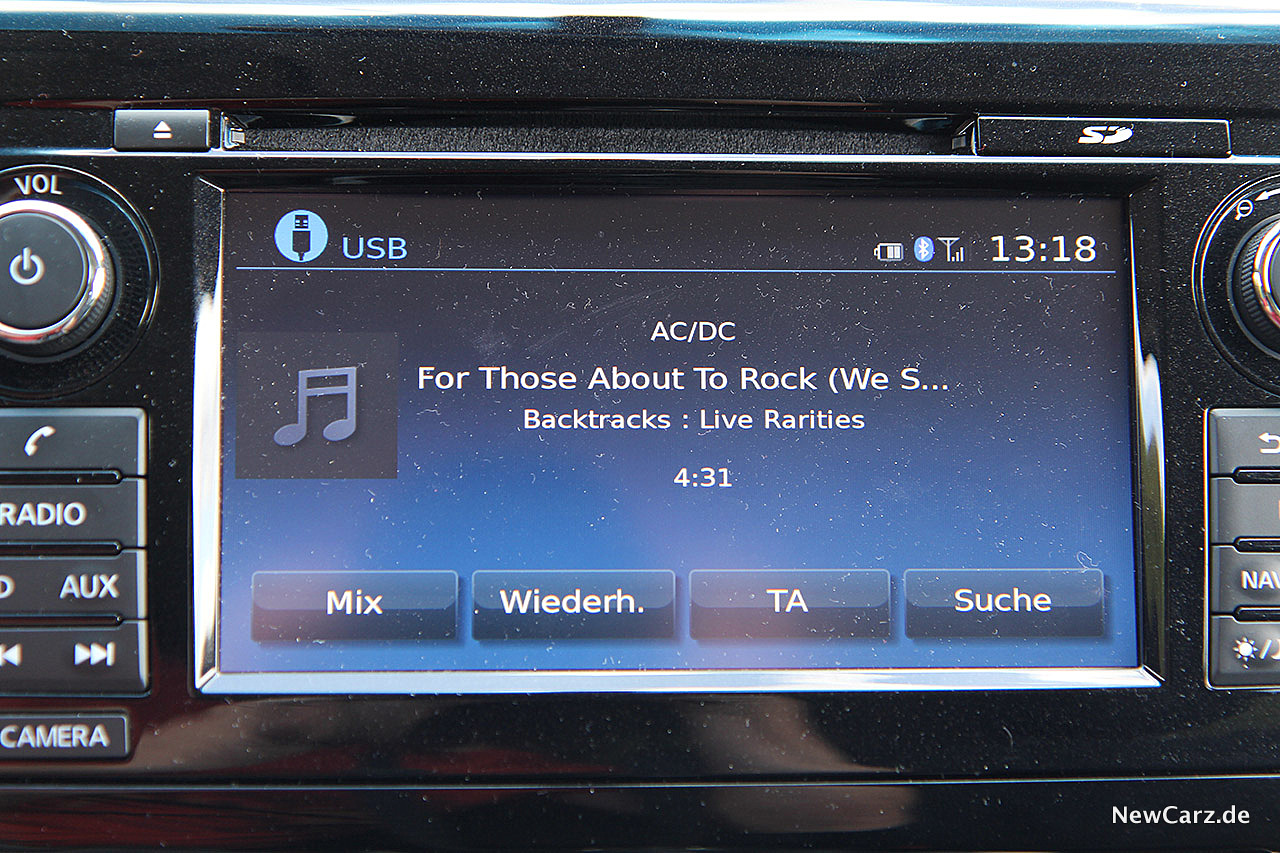 SD
VOL
USB
13:18
AC/DC
For Those About To Rock (We S...
Backtracks : Live Rarities
4:31
RADIO
AUX
NAV
Mix
Wiederh.
TA
Suche
CAMERA
NewCarz.de